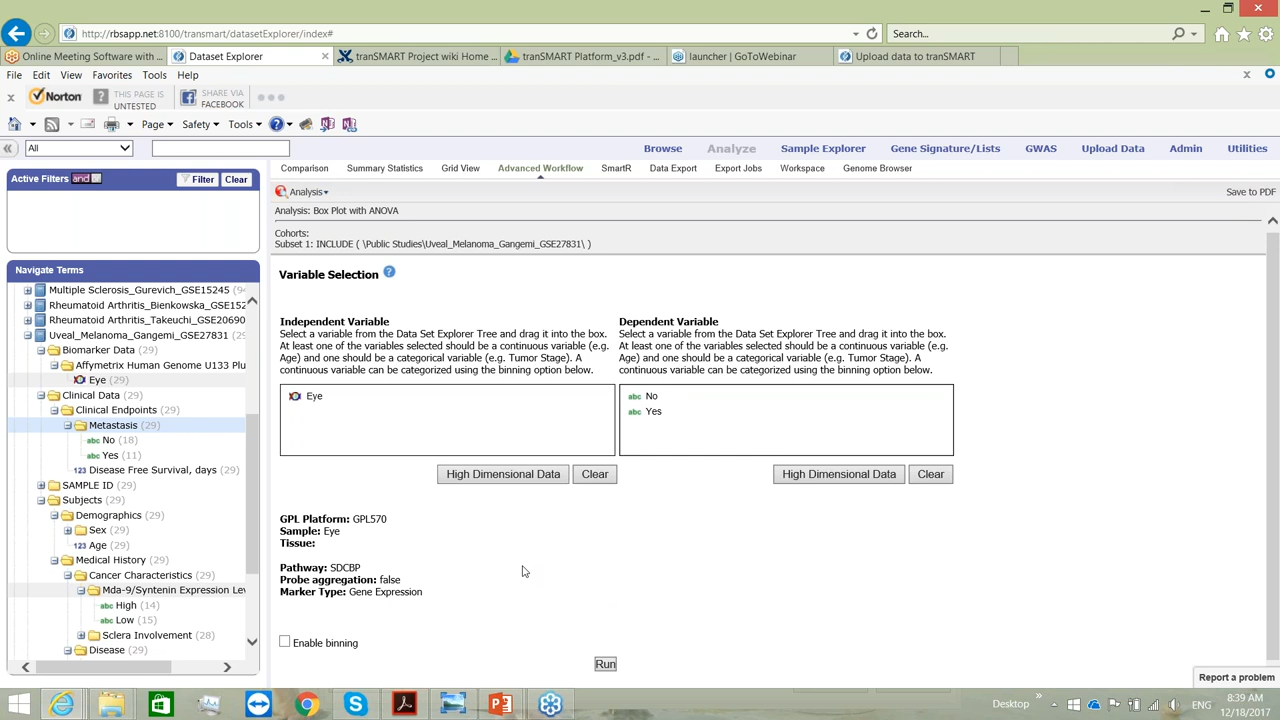 http://rbsapp.net:8100/transmart/datasetExplorer/index#
Search...
Online Meeting Software with ...
Dataset Explorer
tranSMART Project wiki Home ...
tranSMART Platform_v3.pdf - ...
launcher | GoToWebinar
Upload data to tranSMART
File Edit View Favorites Tools Help
x Norton
THIS PAGE IS
UNTESTED
SHARE VIA
FACEBOOK
Page Safety Tools
All
Browse Analyze Sample Explorer Gene Signature/Lists GWAS Upload Data Admin Utilities
Active Filters and Filter Clear
Comparison Summary Statistics Grid View Advanced Workflow SmartR Data Export Export Jobs Workspace Genome Browser
Analysis
Save to PDF
Analysis: Box Plot with ANOVA
Cohorts:
Subset 1: INCLUDE ( \Public Studies\Uveal_Melanoma_Gangemi_GSE27831\ )
Navigate Terms
Multiple Sclerosis_Gurevich_GSE15245 (94
Rheumatoid Arthritis_Bienkowska_GSE152
Rheumatoid Arthritis_Takeuchi_GSE20690
Uveal_Melanoma_Gangemi_GSE27831 (29
Biomarker Data (29)
Affymetrix Human Genome U133 Plu
Eye (29)
Clinical Data (29)
Clinical Endpoints (29)
Metastasis (29)
abc No (18)
abc Yes (11)
123 Disease Free Survival, days (29)
SAMPLE ID (29)
Subjects (29)
Demographics (29)
Sex (29)
123 Age (29)
Medical History (29)
Cancer Characteristics (29)
Mda-9/Syntenin Expression Lev
abc High (14)
abc Low (15)
Sclera Involvement (28)
Disease (29)
Variable Selection ?
Independent Variable
Select a variable from the Data Set Explorer Tree and drag it into the box.
At least one of the variables selected should be a continuous variable (e.g.
Age) and one should be a categorical variable (e.g. Tumor Stage). A
continuous variable can be categorized using the binning option below.
Eye
High Dimensional Data Clear
Dependent Variable
Select a variable from the Data Set Explorer Tree and drag it into the box.
At least one of the variables selected should be a continuous variable (e.g.
Age) and one should be a categorical variable (e.g. Tumor Stage). A
continuous variable can be categorized using the binning option below.
abc No
abc Yes
High Dimensional Data Clear
GPL Platform: GPL570
Sample: Eye
Tissue:
Pathway: SDCBP
Probe aggregation: false
Marker Type: Gene Expression
Enable binning
Run
Report a problem
Desktop
ENG
8:39 AM
12/18/2017